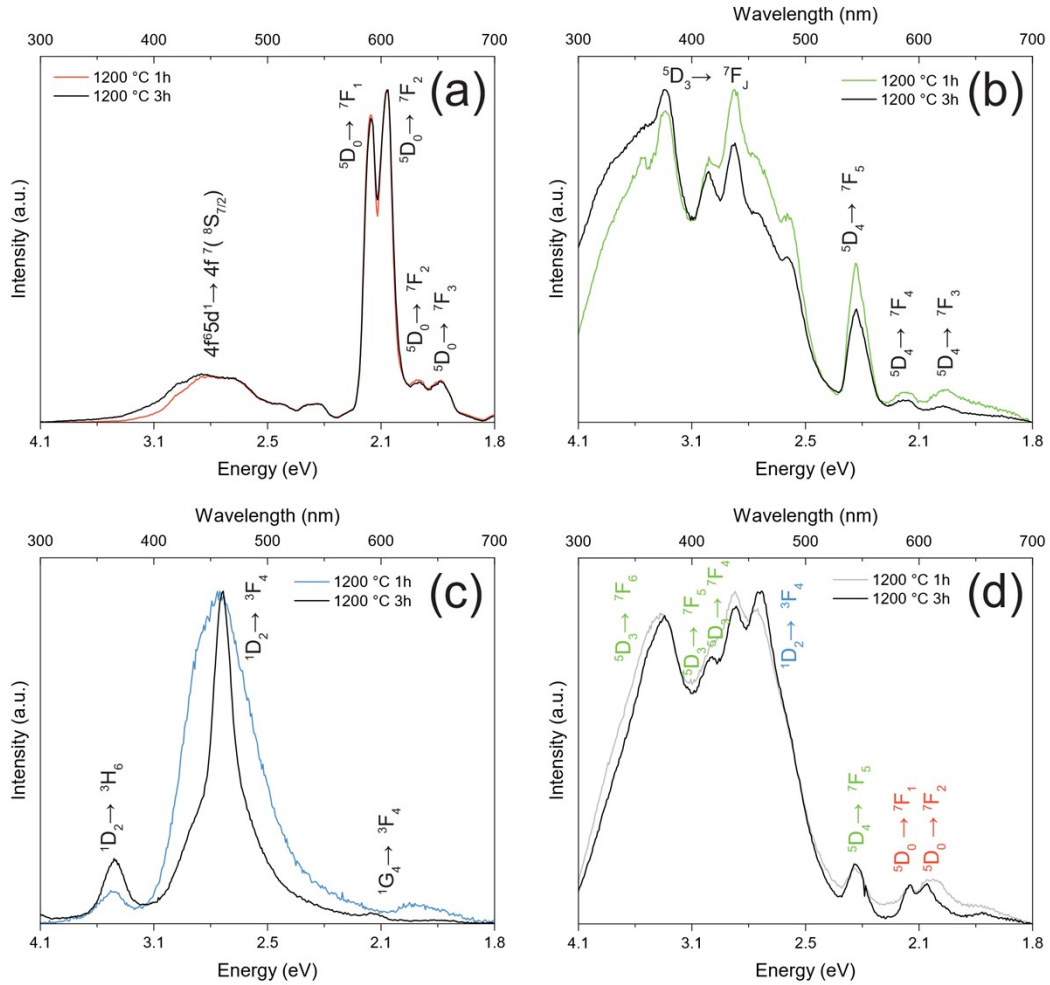 Wavelength (nm)
300 400 500 600 700
1200 °C 1h
1200 °C 3h
(a)
⁵D₀→ ⁷F₁
⁵D₀→ ⁷F₂
4f⁶5d¹→ 4f ⁷( ⁸S₇/₂)
⁵D₀→ ⁷F₂
⁵D₀→ ⁷F₃
Intensity (a.u.)
4.1 3.1 2.5 2.1 1.8
Energy (eV)
Wavelength (nm)
300 400 500 600 700
⁵D₃→ ⁷F_J
1200 °C 1h
1200 °C 3h
(b)
⁵D₄→ ⁷F₅
⁵D₄→ ⁷F₄
⁵D₄→ ⁷F₃
Intensity (a.u.)
4.1 3.1 2.5 2.1 1.8
Energy (eV)
Wavelength (nm)
300 400 500 600 700
1200 °C 1h
1200 °C 3h
(c)
¹D₂→ ³H₆
¹D₂→ ³F₄
¹G₄→ ³F₄
Intensity (a.u.)
4.1 3.1 2.5 2.1 1.8
Energy (eV)
Wavelength (nm)
300 400 500 600 700
1200 °C 1h
1200 °C 3h
(d)
⁵D₃→ ⁷F₆
⁵D₃→ ⁷F₅
⁵D₃→ ⁷F₄
¹D₂→ ³F₄
⁵D₄→ ⁷F₅
⁵D₀→ ⁷F₁
⁵D₀→ ⁷F₂
Intensity (a.u.)
4.1 3.1 2.5 2.1 1.8
Energy (eV)